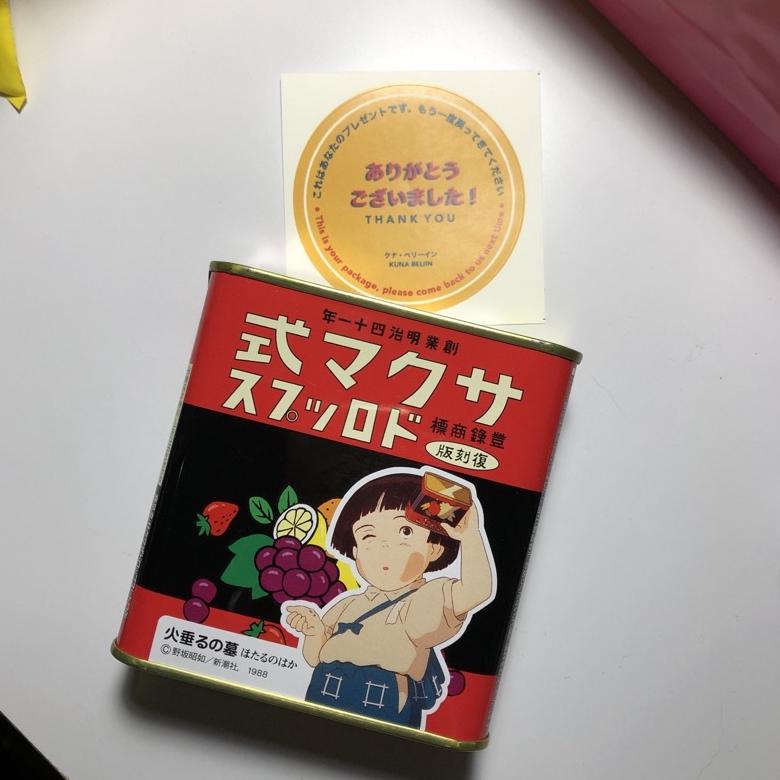 これはあなたのプレゼントです。もう一度戻ってきてください
ありがとう
ございました！
THANK YOU
ケナ・ベリーイン
KUNA
This is your package, please come back to us next time
創業明治四十一年
サクマ式
ドロツプス
登錄商標
復刻版
火垂るの墓 ほたるのはか
©野坂昭如／新潮社, 1988